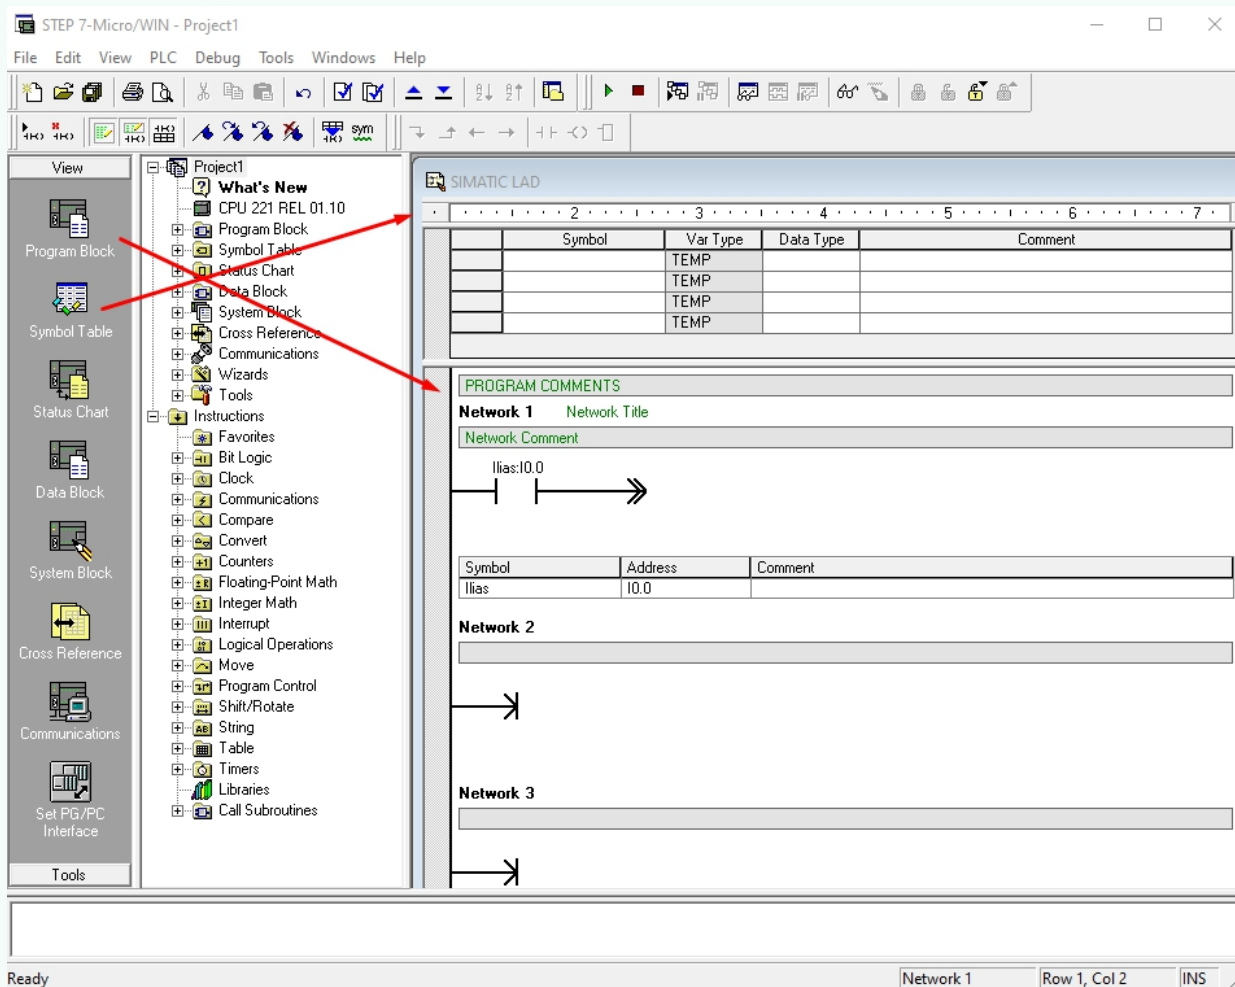 STEP 7-Micro/WIN - Project1
File Edit View PLC Debug Tools Windows Help
sym
View
Program Block
Symbol Table
Status Chart
Data Block
System Block
Cross Reference
Communications
Set PG/PC
Interface
Tools
Project1
What's New
CPU 221 REL 01.10
Program Block
Symbol Table
Status Chart
Data Block
System Block
Cross Reference
Communications
Wizards
Tools
Instructions
Favorites
Bit Logic
Clock
Communications
Compare
Convert
Counters
Floating-Point Math
Integer Math
Interrupt
Logical Operations
Move
Program Control
Shift/Rotate
String
Table
Timers
Libraries
Call Subroutines
SIMATIC LAD
2 3 4 5 6 7
Symbol Var Type Data Type Comment
TEMP
TEMP
TEMP
TEMP
PROGRAM COMMENTS
Network 1 Network Title
Network Comment
Ilias:I0.0
Symbol Address Comment
Ilias I0.0
Network 2
Network 3
Ready Network 1 Row 1, Col 2 INS